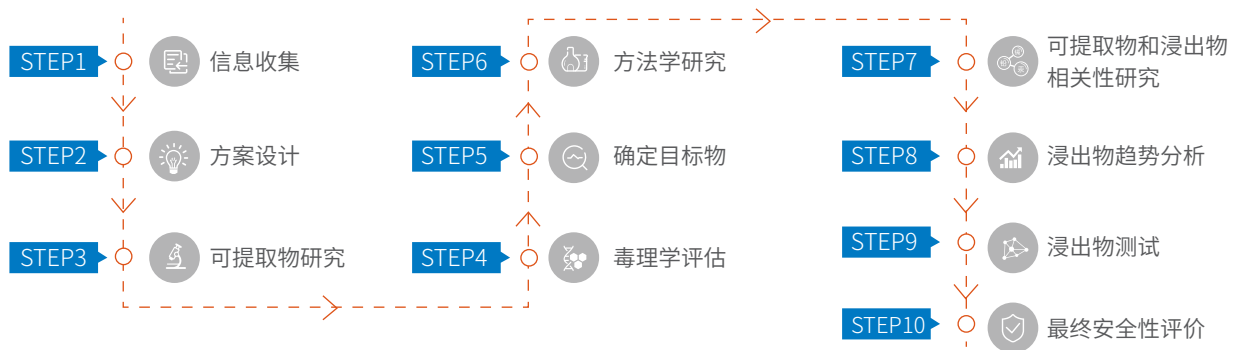 STEP1
信息收集
STEP2
方案设计
STEP3
可提取物研究
STEP4
毒理学评估
STEP5
确定目标物
STEP6
方法学研究
STEP7
可提取物和浸出物
相关性研究
STEP8
浸出物趋势分析
STEP9
浸出物测试
STEP10
最终安全性评价